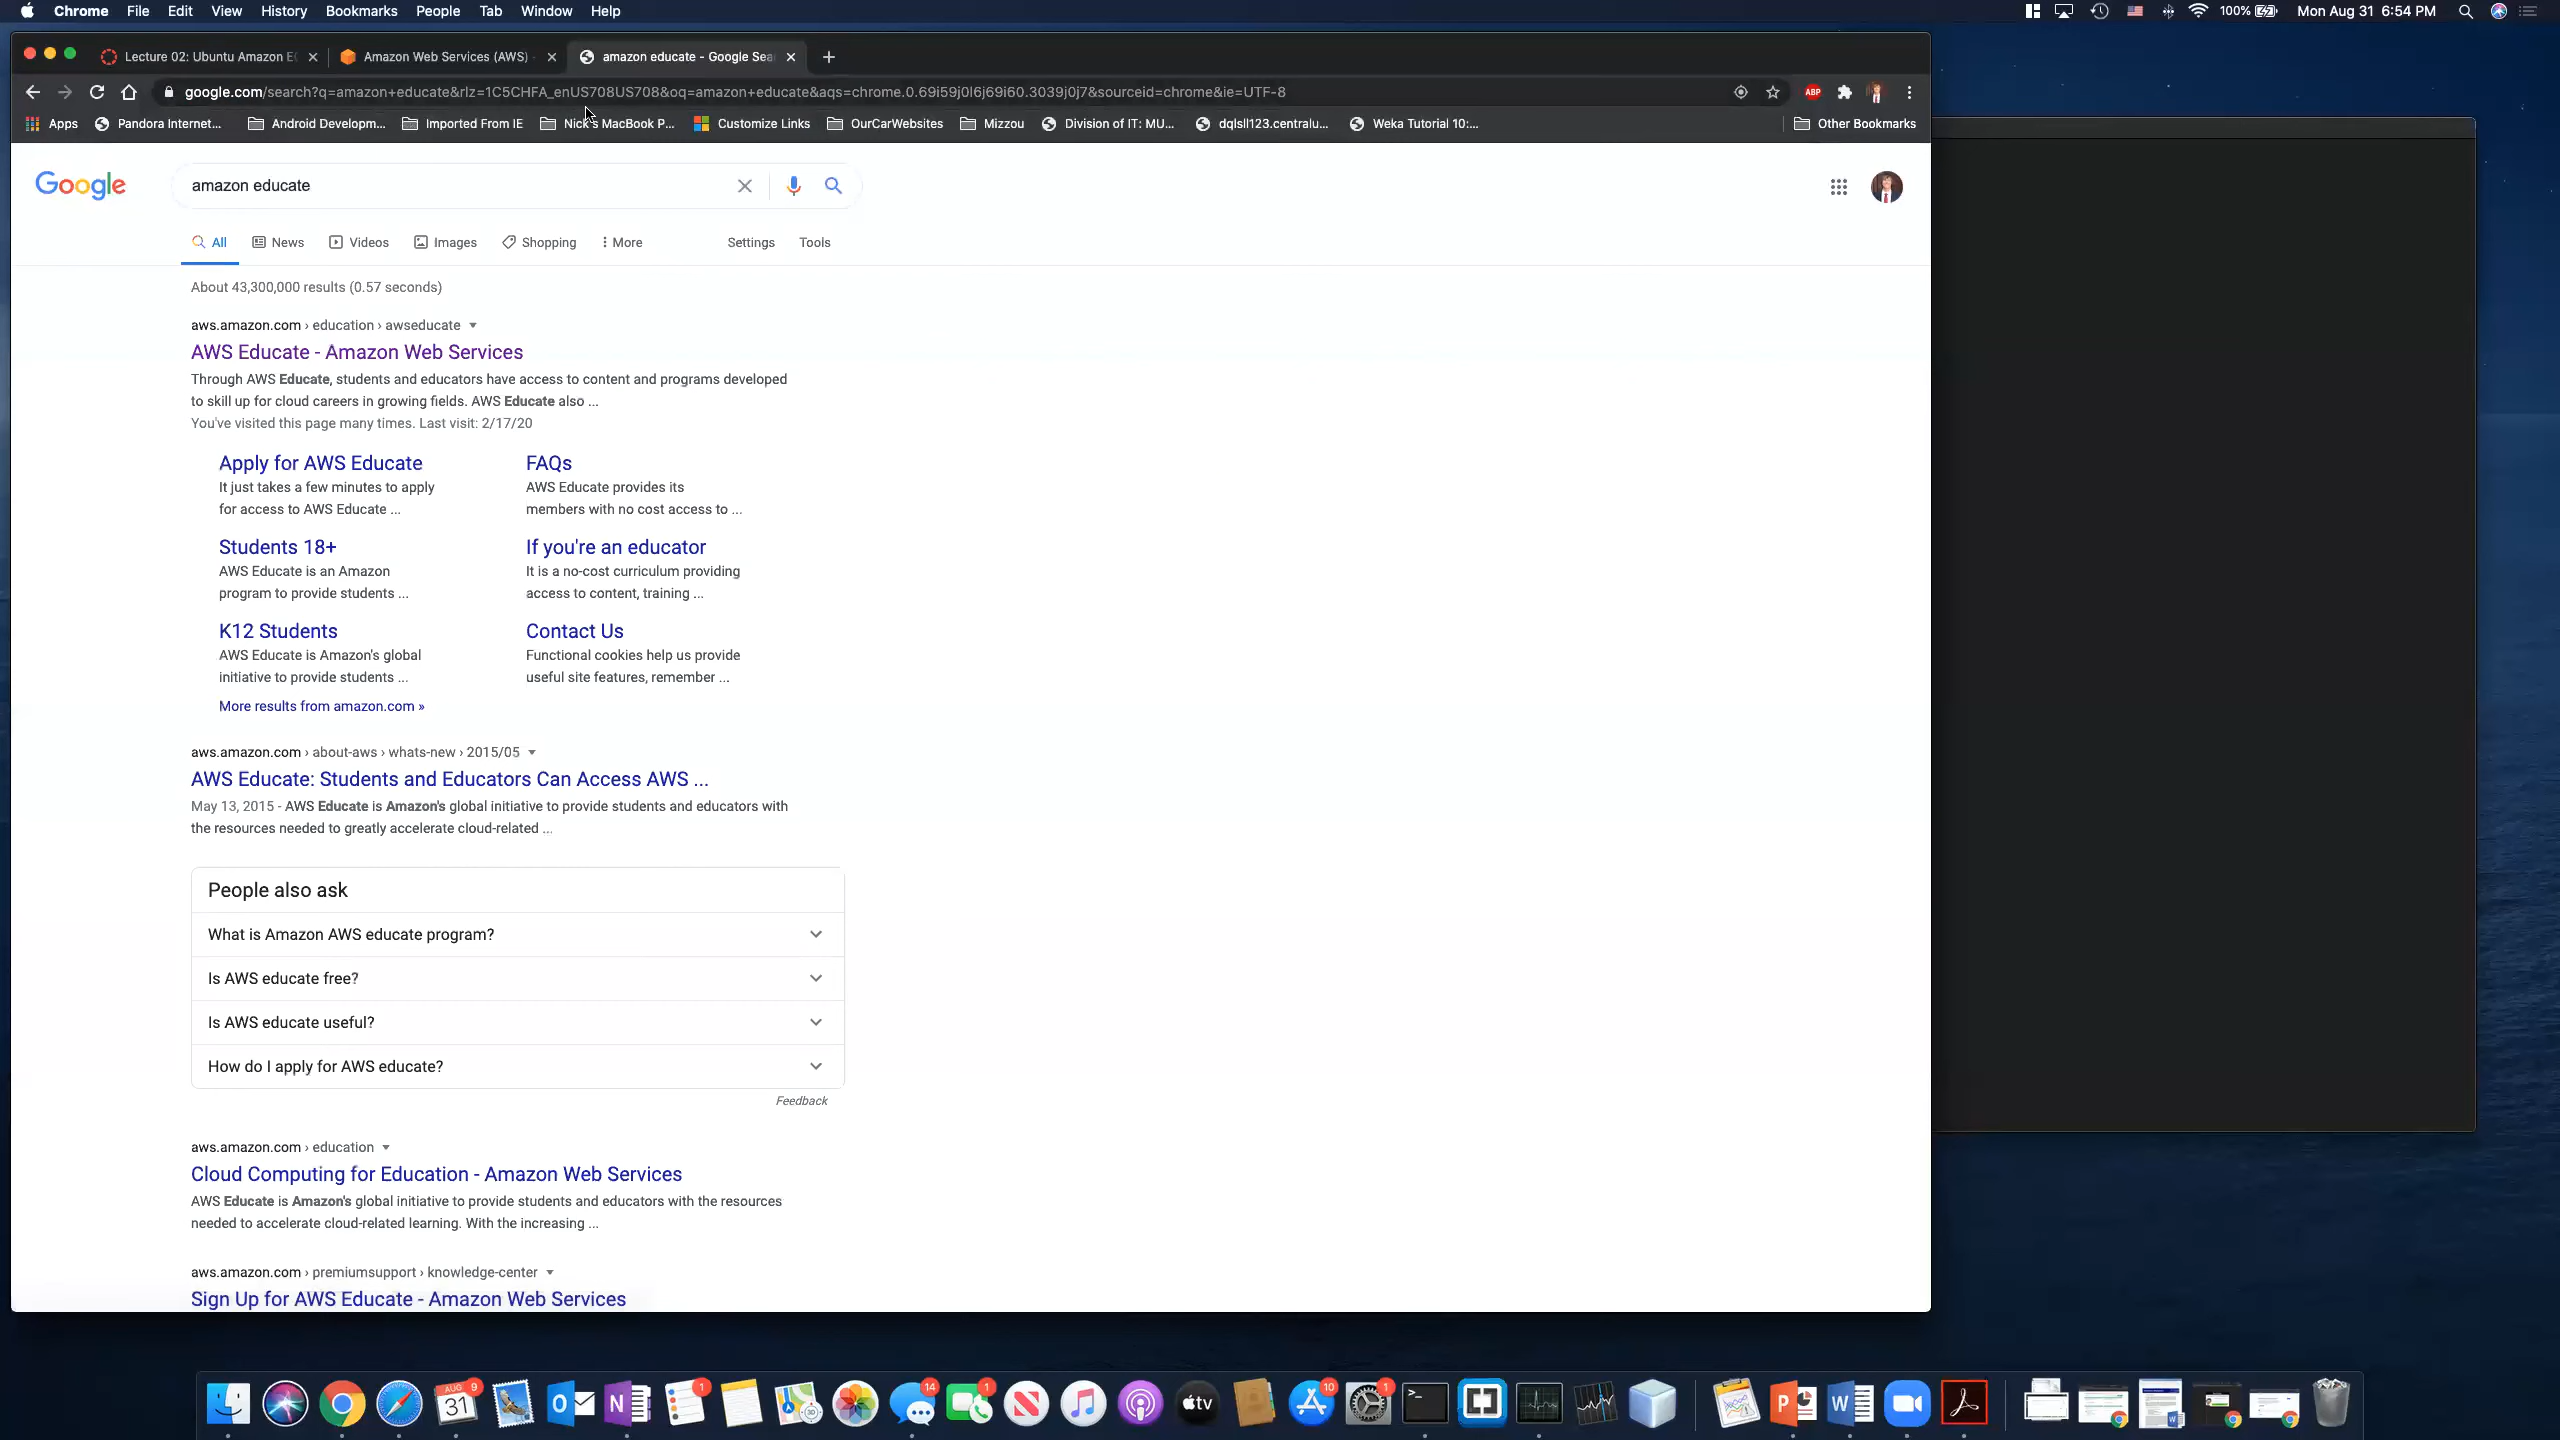 Chrome File Edit View History Bookmarks People Tab Window Help
100% Mon Aug 31 6:54 PM
Lecture 02: Ubuntu Amazon EC
Amazon Web Services (AWS) -
amazon educate - Google Sea
google.com/search?q=amazon+educate&rlz=1C5CHFA_enUS708US708&oq=amazon+educate&aqs=chrome.0.69i59j0l6j69i60.3039j0j7&sourceid=chrome&ie=UTF-8
ABP
Apps Pandora Internet... Android Developm... Imported From IE Nick's MacBook P... Customize Links OurCarWebsites Mizzou Division of IT: MU... dqlsll123.centralu... Weka Tutorial 10:... Other Bookmarks
Google
amazon educate
All News Videos Images Shopping More Settings Tools
About 43,300,000 results (0.57 seconds)
aws.amazon.com › education › awseducate
AWS Educate - Amazon Web Services
Through AWS Educate, students and educators have access to content and programs developed
to skill up for cloud careers in growing fields. AWS Educate also ...
You've visited this page many times. Last visit: 2/17/20
Apply for AWS Educate
It just takes a few minutes to apply
for access to AWS Educate ...
FAQs
AWS Educate provides its
members with no cost access to ...
Students 18+
AWS Educate is an Amazon
program to provide students ...
If you're an educator
It is a no-cost curriculum providing
access to content, training ...
K12 Students
AWS Educate is Amazon's global
initiative to provide students ...
Contact Us
Functional cookies help us provide
useful site features, remember ...
More results from amazon.com »
aws.amazon.com › about-aws › whats-new › 2015/05
AWS Educate: Students and Educators Can Access AWS ...
May 13, 2015 - AWS Educate is Amazon's global initiative to provide students and educators with
the resources needed to greatly accelerate cloud-related ...
People also ask
What is Amazon AWS educate program?
Is AWS educate free?
Is AWS educate useful?
How do I apply for AWS educate?
Feedback
aws.amazon.com › education
Cloud Computing for Education - Amazon Web Services
AWS Educate is Amazon's global initiative to provide students and educators with the resources
needed to accelerate cloud-related learning. With the increasing ...
aws.amazon.com › premiumsupport › knowledge-center
Sign Up for AWS Educate - Amazon Web Services
AUG 31 9
1
14
1
tv
10
1